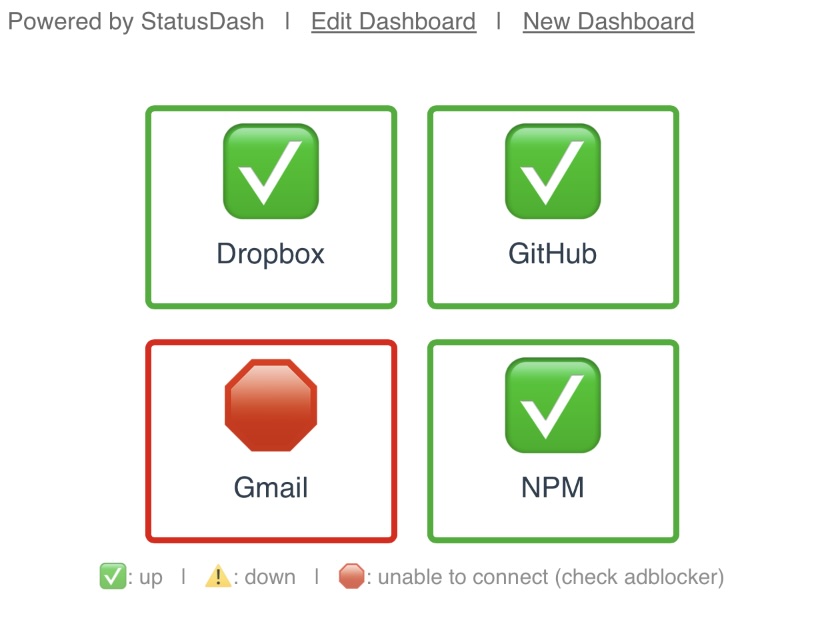 Powered by StatusDash | Edit Dashboard | New Dashboard
Dropbox
GitHub
Gmail
NPM
✅: up | ⚠️: down | 🛑: unable to connect (check adblocker)